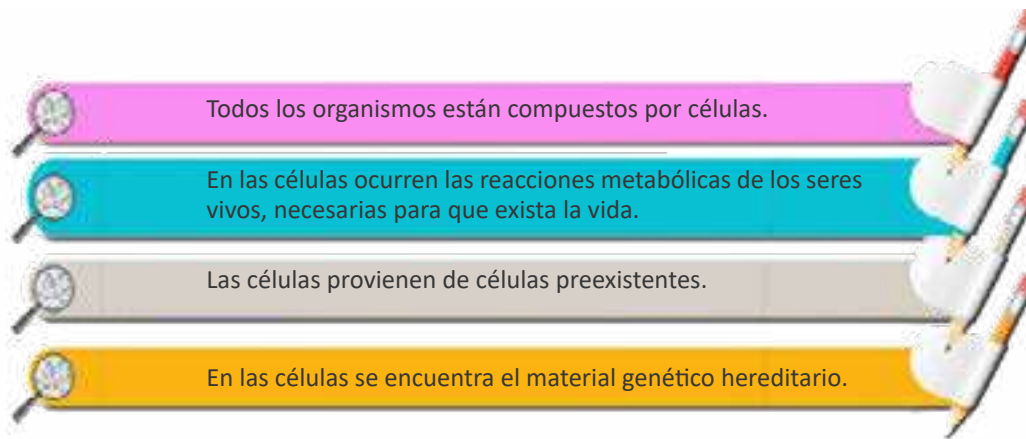 Todos los organismos están compuestos por células.
En las células ocurren las reacciones metabólicas de los seres
vivos, necesarias para que exista la vida.
Las células provienen de células preexistentes.
En las células se encuentra el material genético hereditario.